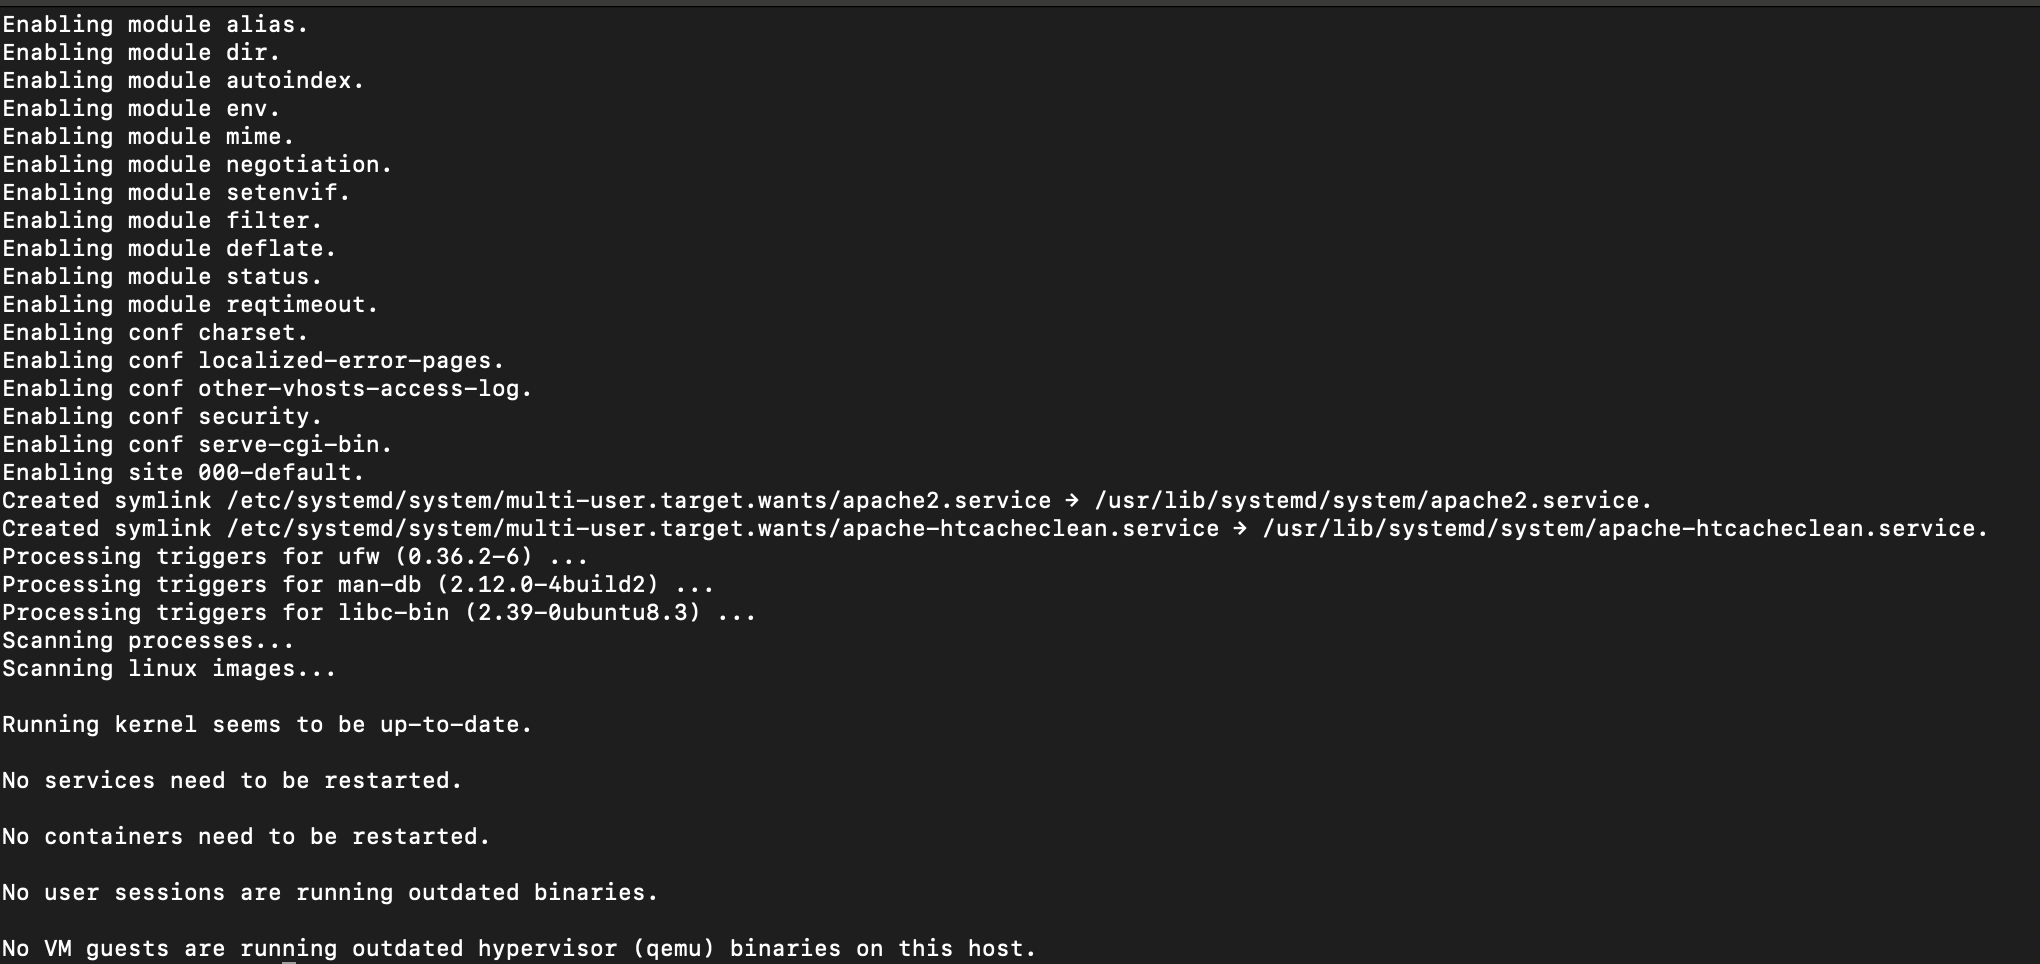 Enabling module alias.
Enabling module dir.
Enabling module autoindex.
Enabling module env.
Enabling module mime.
Enabling module negotiation.
Enabling module setenvif.
Enabling module filter.
Enabling module deflate.
Enabling module status.
Enabling module reqtimeout.
Enabling conf charset.
Enabling conf localized-error-pages.
Enabling conf other-vhosts-access-log.
Enabling conf security.
Enabling conf serve-cgi-bin.
Enabling site 000-default.
Created symlink /etc/systemd/system/multi-user.target.wants/apache2.service → /usr/lib/systemd/system/apache2.service.
Created symlink /etc/systemd/system/multi-user.target.wants/apache-htcacheclean.service → /usr/lib/systemd/system/apache-htcacheclean.service.
Processing triggers for ufw (0.36.2-6) ...
Processing triggers for man-db (2.12.0-4build2) ...
Processing triggers for libc-bin (2.39-0ubuntu8.3) ...
Scanning processes...
Scanning linux images...
Running kernel seems to be up-to-date.
No services need to be restarted.
No containers need to be restarted.
No user sessions are running outdated binaries.
No VM guests are running outdated hypervisor (qemu) binaries on this host.